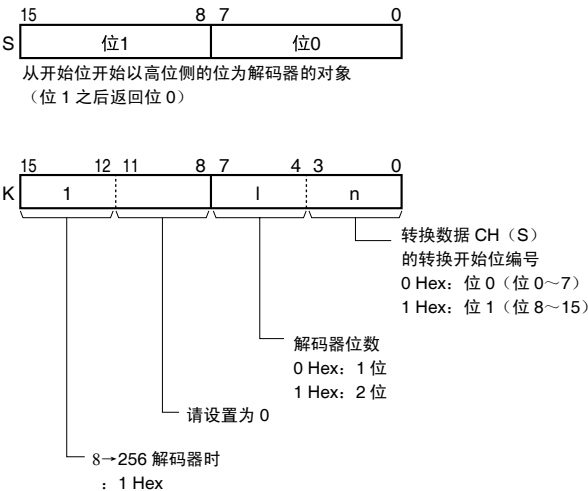 15 8 7 0
S 位1 位0
从开始位开始以高位侧的位为解码器的对象
（位 1 之后返回位 0）
15 12 11 8 7 4 3 0
K 1 l n
转换数据 CH（S）
的转换开始位编号
0 Hex：位 0（位 0～7）
1 Hex：位 1（位 8～15）
解码器位数
0 Hex：1 位
1 Hex：2 位
请设置为 0
8→256 解码器时
：1 Hex